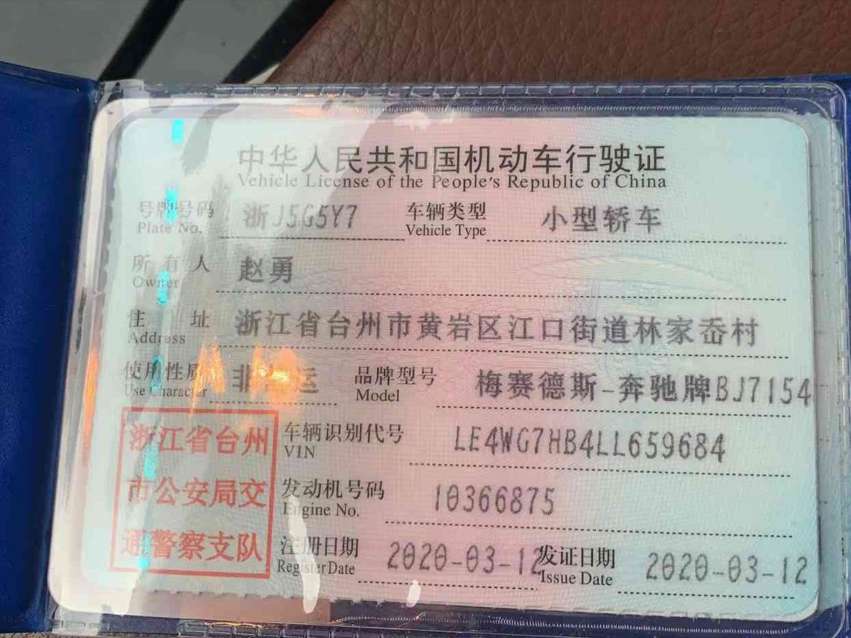 中华人民共和国机动车行驶证
Vehicle License of the People's Republic of China
号牌号码 浙J5G5Y7 车辆类型 小型轿车
Plate No. Vehicle Type
所有人 赵勇
Owner
住址 浙江省台州市黄岩区江口街道林家岙村
Address
使用性质 非营运 品牌型号 梅赛德斯-奔驰牌BJ7154
Use Character Model
浙江省台州 车辆识别代号 LE4WG7HB4LL659684
VIN
市公安局交 发动机号码 10366875
Engine No.
通警察支队 注册日期 2020-03-12 发证日期 2020-03-12
Register Date Issue Date